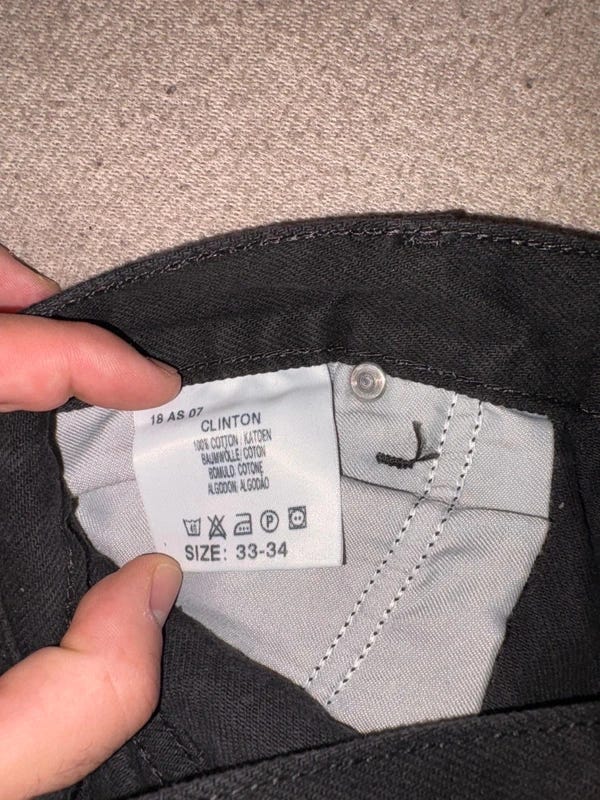 18 AS 07
CLINTON
100% COTTON/KATOEN
BAUMWOLLE/COTON
BOMULD/COTONE
ALGODON/ALGODÃO
P
SIZE: 33-34